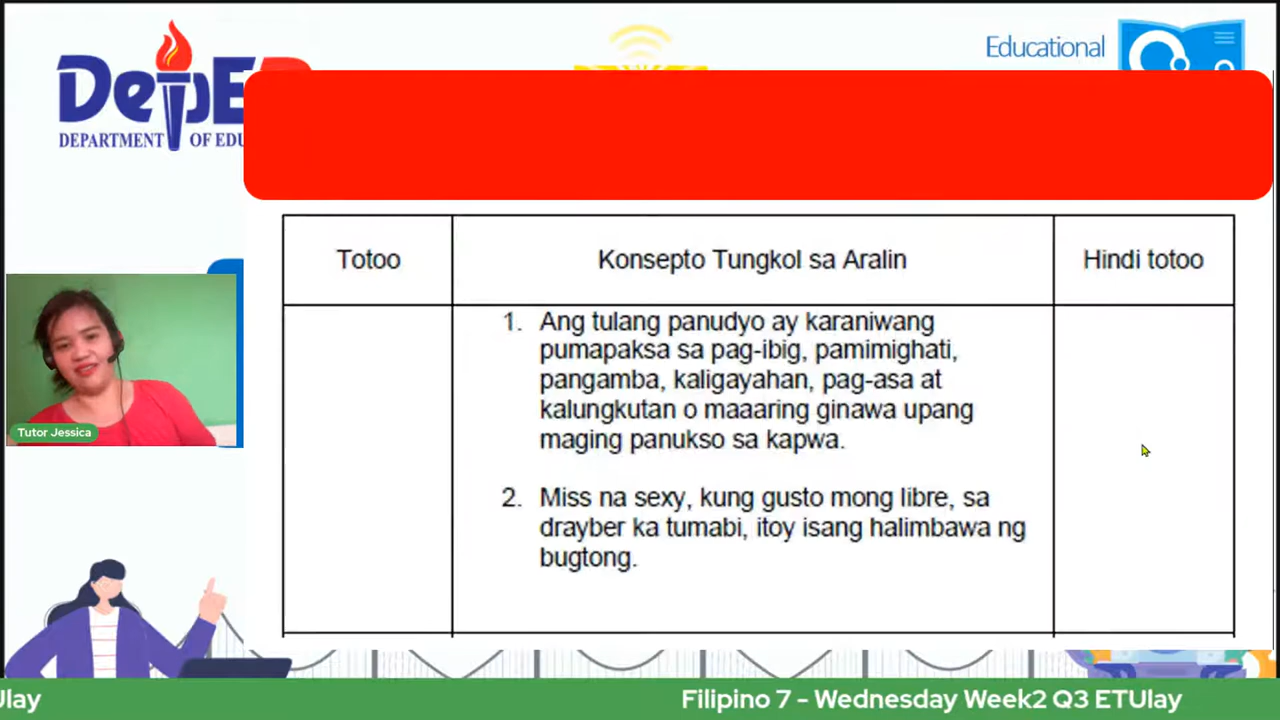 DepE
DEPARTMENT OF EDU
Educational
Totoo
Konsepto Tungkol sa Aralin
Hindi totoo
1. Ang tulang panudyo ay karaniwang
pumapaksa sa pag-ibig, pamimighati,
pangamba, kaligayahan, pag-asa at
kalungkutan o maaaring ginawa upang
maging panukso sa kapwa.
2. Miss na sexy, kung gusto mong libre, sa
drayber ka tumabi, itoy isang halimbawa ng
bugtong.
Tutor Jessica
Ulay
Filipino 7 - Wednesday Week2 Q3 ETUlay